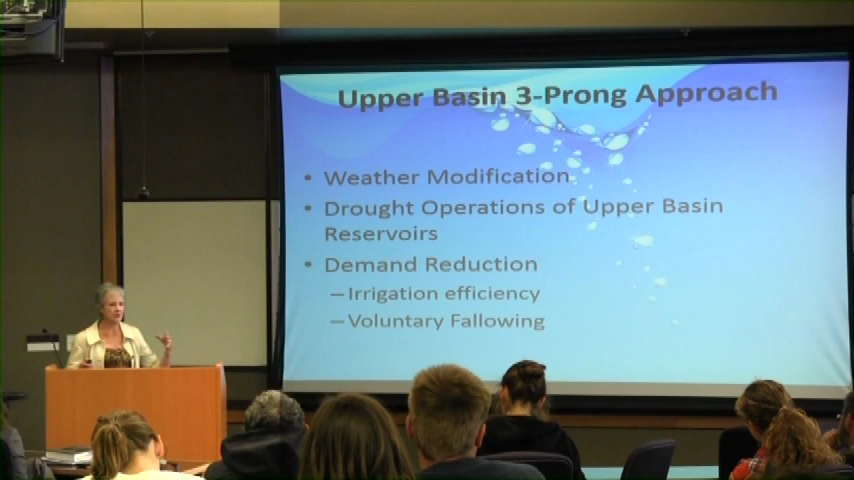 Upper Basin 3-Prong Approach
• Weather Modification
• Drought Operations of Upper Basin
Reservoirs
• Demand Reduction
–Irrigation efficiency
–Voluntary Fallowing